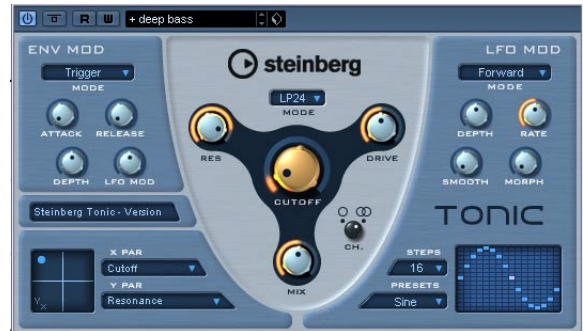 R W + deep bass
ENV MOD
Trigger
MODE
ATTACK RELEASE
DEPTH LFO MOD
Steinberg Tonic - Version
X PAR
Cutoff
Y PAR
Resonance
Y X
steinberg
LP24
MODE
RES DRIVE
CUTOFF
CH.
MIX
LFO MOD
Forward
MODE
DEPTH RATE
SMOOTH MORPH
TONIC
STEPS
16
PRESETS
Sine